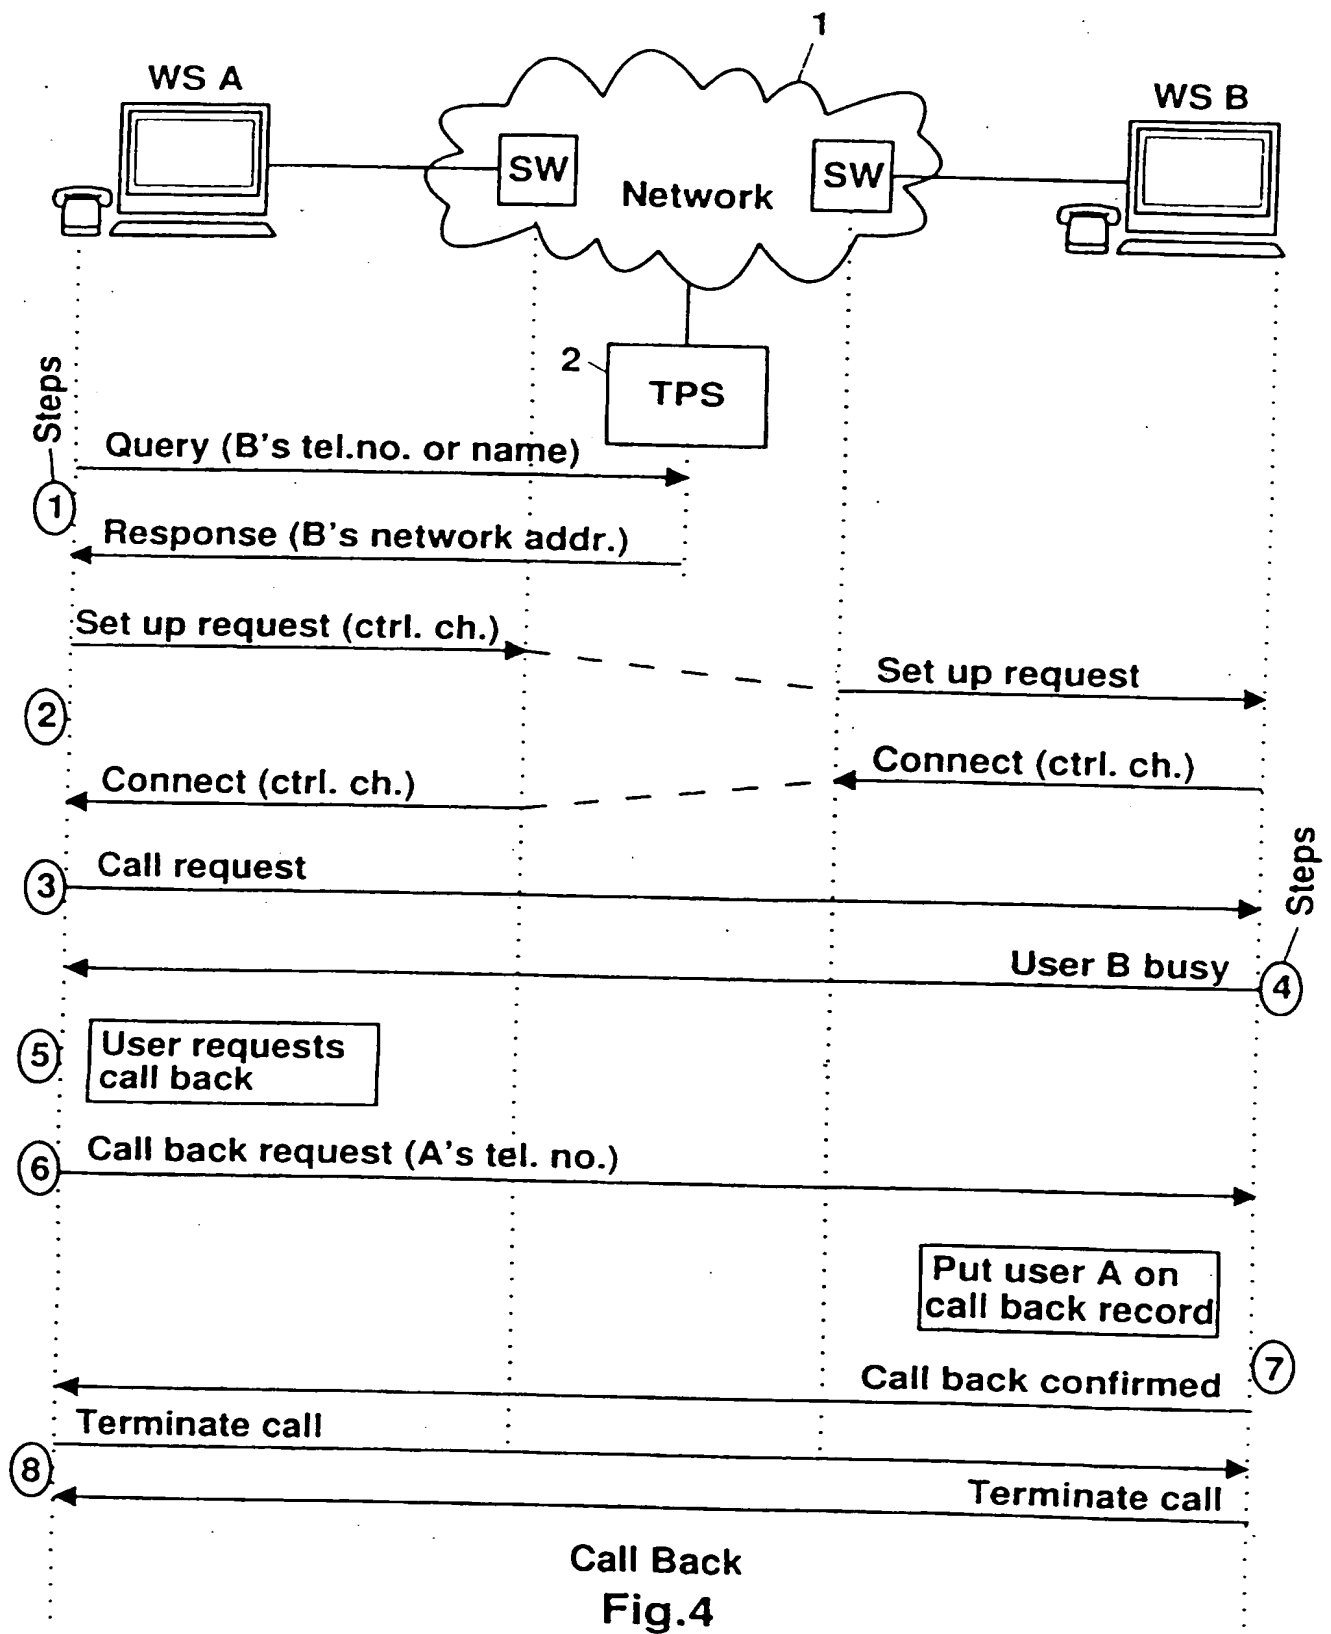 1
WS A
WS B
SW
Network
SW
2
TPS
Steps
Query (B's tel.no. or name)
1
Response (B's network addr.)
Set up request (ctrl. ch.)
Set up request
2
Connect (ctrl. ch.)
Connect (ctrl. ch.)
Steps
3
Call request
User B busy
4
5
User requests
call back
6
Call back request (A's tel. no.)
Put user A on
call back record
7
Call back confirmed
Terminate call
8
Terminate call
Call Back
Fig.4